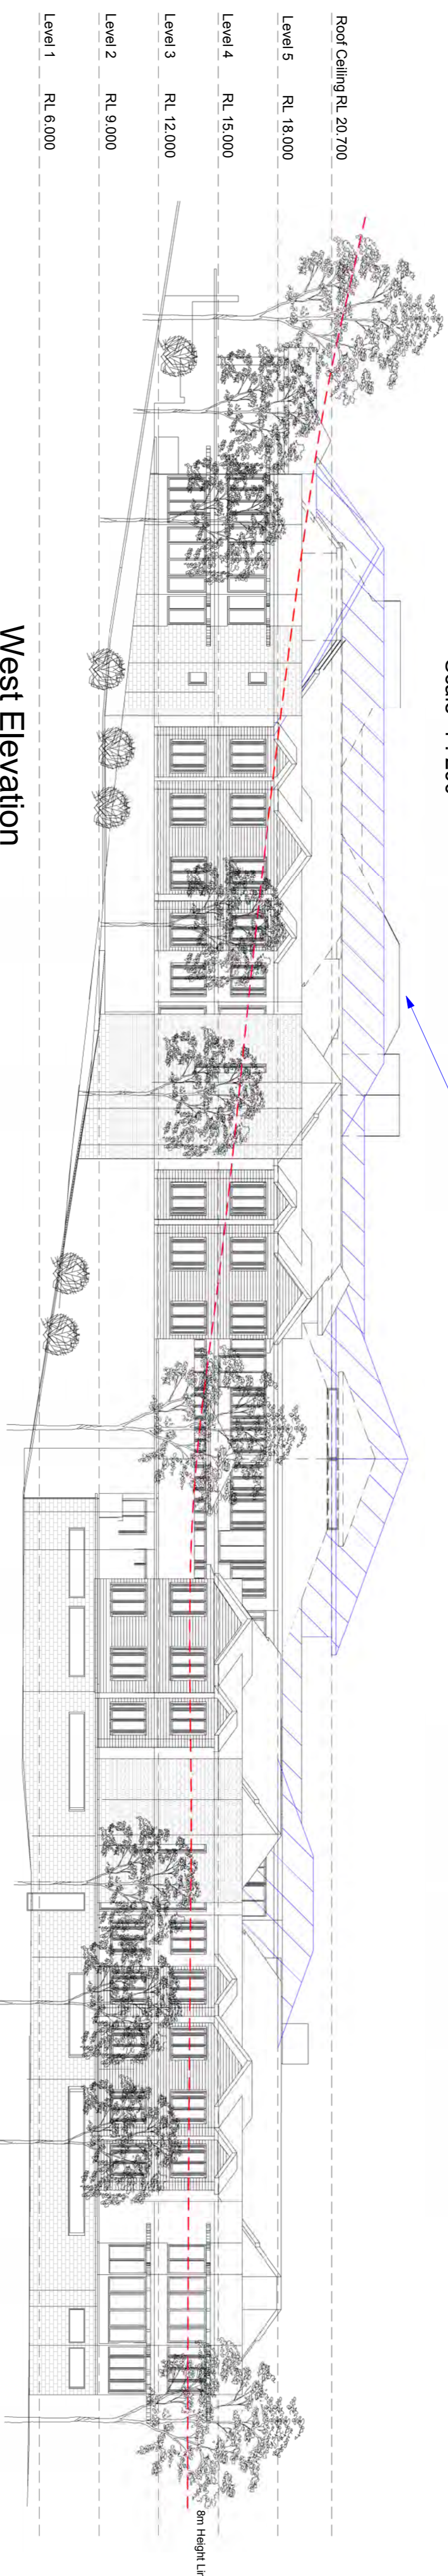 Roof Ceiling RL 20.700
Level 5 RL 18.000
Level 4 RL 15.000
Level 3 RL 12.000
Level 2 RL 9.000
Level 1 RL 6.000
8m Height Lin
West Elevation